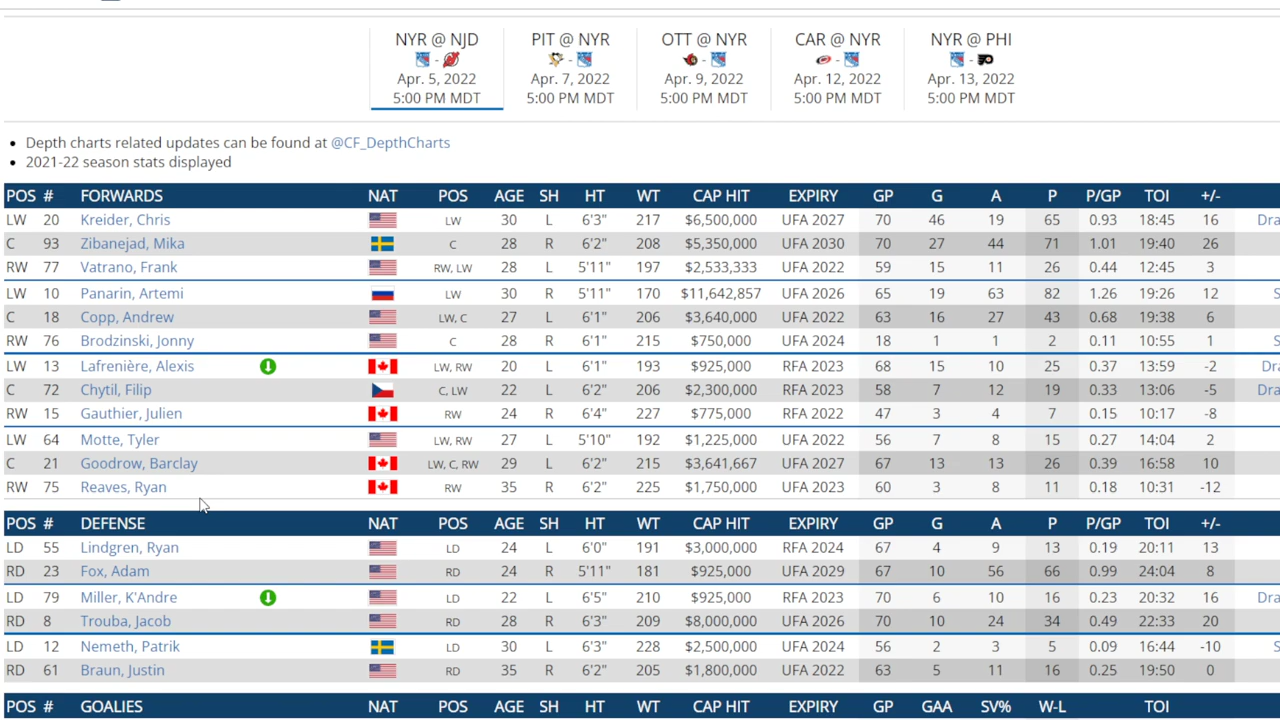 NYR @ NJD PIT @ NYR OTT @ NYR CAR @ NYR NYR @ PHI
- - - - -
Apr. 5, 2022 Apr. 7, 2022 Apr. 9, 2022 Apr. 12, 2022 Apr. 13, 2022
5:00 PM MDT 5:00 PM MDT 5:00 PM MDT 5:00 PM MDT 5:00 PM MDT
• Depth charts related updates can be found at @CF_DepthCharts
• 2021-22 season stats displayed
POS # FORWARDS NAT POS AGE SH HT WT CAP HIT EXPIRY GP G A P P/GP TOI +/-
LW 20 Kreider, Chris LW 30 L 6'3" 217 $6,500,000 UFA 2027 70 46 19 65 0.93 18:45 16 Dra
C 93 Zibanejad, Mika C 28 R 6'2" 208 $5,350,000 UFA 2030 70 27 44 71 1.01 19:40 26
RW 77 Vatrano, Frank RW, LW 28 L 5'11" 197 $2,533,333 UFA 2022 59 15 11 26 0.44 12:45 3
LW 10 Panarin, Artemi LW 30 R 5'11" 170 $11,642,857 UFA 2026 65 19 63 82 1.26 19:26 12 S
C 18 Copp, Andrew LW, C 27 L 6'1" 206 $3,640,000 UFA 2022 63 16 27 43 0.68 19:38 6
RW 76 Brodzinski, Jonny C 28 R 6'1" 215 $750,000 UFA 2024 18 1 1 2 0.11 10:55 1 S
LW 13 Lafrenière, Alexis LW, RW 20 L 6'1" 193 $925,000 RFA 2023 68 15 10 25 0.37 13:59 -2 Dra
C 72 Chytil, Filip C, LW 22 L 6'2" 206 $2,300,000 RFA 2023 58 7 12 19 0.33 13:06 -5 Dra
RW 15 Gauthier, Julien RW 24 R 6'4" 227 $775,000 RFA 2022 47 3 4 7 0.15 10:17 -8
LW 64 Motte, Tyler LW, RW 27 L 5'10" 192 $1,225,000 UFA 2022 56 7 8 15 0.27 14:04 2
C 21 Goodrow, Barclay LW, C, RW 29 L 6'2" 215 $3,641,667 UFA 2027 67 13 13 26 0.39 16:58 10
RW 75 Reaves, Ryan RW 35 R 6'2" 225 $1,750,000 UFA 2023 60 3 8 11 0.18 10:31 -12
POS # DEFENSE NAT POS AGE SH HT WT CAP HIT EXPIRY GP G A P P/GP TOI +/-
LD 55 Lindgren, Ryan LD 24 L 6'0" 191 $3,000,000 RFA 2024 67 4 9 13 0.19 20:11 13
RD 23 Fox, Adam RD 24 R 5'11" 181 $925,000 UFA 2029 67 10 56 66 0.99 24:04 8
LD 79 Miller, K'Andre LD 22 L 6'5" 210 $925,000 RFA 2023 70 6 10 16 0.23 20:32 16 Dra
RD 8 Trouba, Jacob RD 28 R 6'3" 209 $8,000,000 UFA 2026 70 10 24 34 0.49 22:33 20
LD 12 Nemeth, Patrik LD 30 L 6'3" 228 $2,500,000 UFA 2024 56 2 3 5 0.09 16:44 -10 S
RD 61 Braun, Justin RD 35 R 6'2" 205 $1,800,000 UFA 2022 63 5 11 16 0.25 19:50 0
POS # GOALIES NAT POS AGE SH HT WT CAP HIT EXPIRY GP GAA SV% W-L TOI